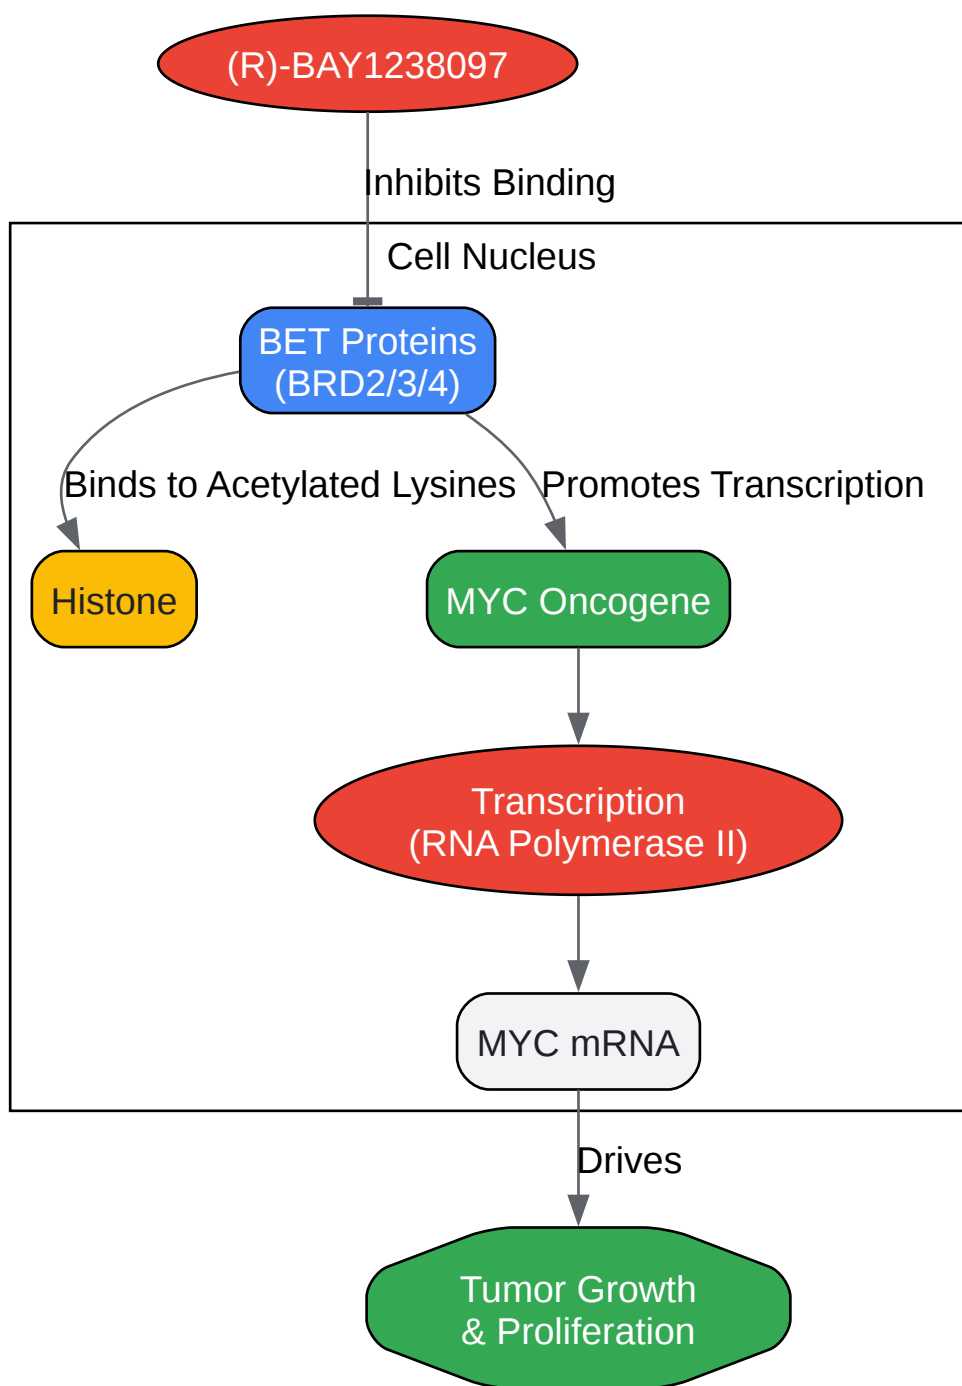 (R)-BAY1238097
Inhibits Binding
Cell Nucleus
BET Proteins
(BRD2/3/4)
Binds to Acetylated Lysines
Promotes Transcription
Histone
MYC Oncogene
Transcription
(RNA Polymerase II)
MYC mRNA
Drives
Tumor Growth
& Proliferation